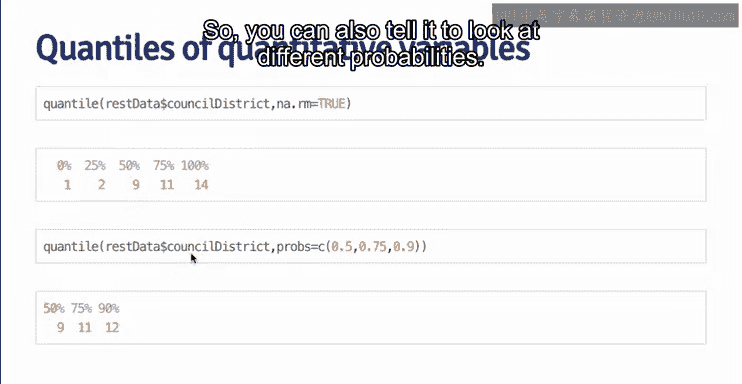 So, you can also tell it to look at
different probabilities.
Quantiles of quantitative variables
quantile(restData$councilDistrict,na.rm=TRUE)
0% 25% 50% 75% 100%
1 2 9 11 14
quantile(restData$councilDistrict,probs=c(0.5,0.75,0.9))
50% 75% 90%
9 11 12